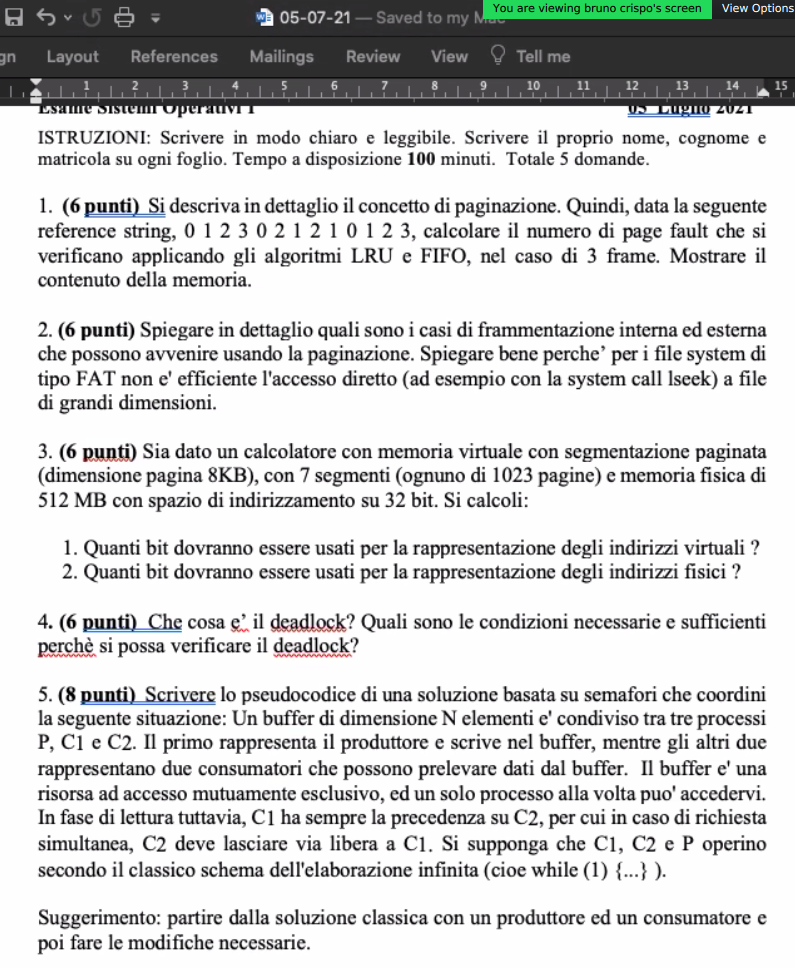 You are viewing bruno crispo's screen View Options
05-07-21 — Saved to my Mac
gn Layout References Mailings Review View Tell me
1 2 3 4 5 6 7 8 9 10 11 12 13 14 15
Esame Sistemi Operativi I 05 Luglio 2021
ISTRUZIONI: Scrivere in modo chiaro e leggibile. Scrivere il proprio nome, cognome e
matricola su ogni foglio. Tempo a disposizione 100 minuti. Totale 5 domande.
1. (6 punti) Si descriva in dettaglio il concetto di paginazione. Quindi, data la seguente
reference string, 0 1 2 3 0 2 1 2 1 0 1 2 3, calcolare il numero di page fault che si
verificano applicando gli algoritmi LRU e FIFO, nel caso di 3 frame. Mostrare il
contenuto della memoria.
2. (6 punti) Spiegare in dettaglio quali sono i casi di frammentazione interna ed esterna
che possono avvenire usando la paginazione. Spiegare bene perche’ per i file system di
tipo FAT non e' efficiente l'accesso diretto (ad esempio con la system call lseek) a file
di grandi dimensioni.
3. (6 punti) Sia dato un calcolatore con memoria virtuale con segmentazione paginata
(dimensione pagina 8KB), con 7 segmenti (ognuno di 1023 pagine) e memoria fisica di
512 MB con spazio di indirizzamento su 32 bit. Si calcoli:
1. Quanti bit dovranno essere usati per la rappresentazione degli indirizzi virtuali ?
2. Quanti bit dovranno essere usati per la rappresentazione degli indirizzi fisici ?
4. (6 punti) Che cosa e’ il deadlock? Quali sono le condizioni necessarie e sufficienti
perchè si possa verificare il deadlock?
5. (8 punti) Scrivere lo pseudocodice di una soluzione basata su semafori che coordini
la seguente situazione: Un buffer di dimensione N elementi e' condiviso tra tre processi
P, C1 e C2. Il primo rappresenta il produttore e scrive nel buffer, mentre gli altri due
rappresentano due consumatori che possono prelevare dati dal buffer. Il buffer e' una
risorsa ad accesso mutuamente esclusivo, ed un solo processo alla volta puo' accedervi.
In fase di lettura tuttavia, C1 ha sempre la precedenza su C2, per cui in caso di richiesta
simultanea, C2 deve lasciare via libera a C1. Si supponga che C1, C2 e P operino
secondo il classico schema dell'elaborazione infinita (cioe while (1) {...} ).
Suggerimento: partire dalla soluzione classica con un produttore ed un consumatore e
poi fare le modifiche necessarie.